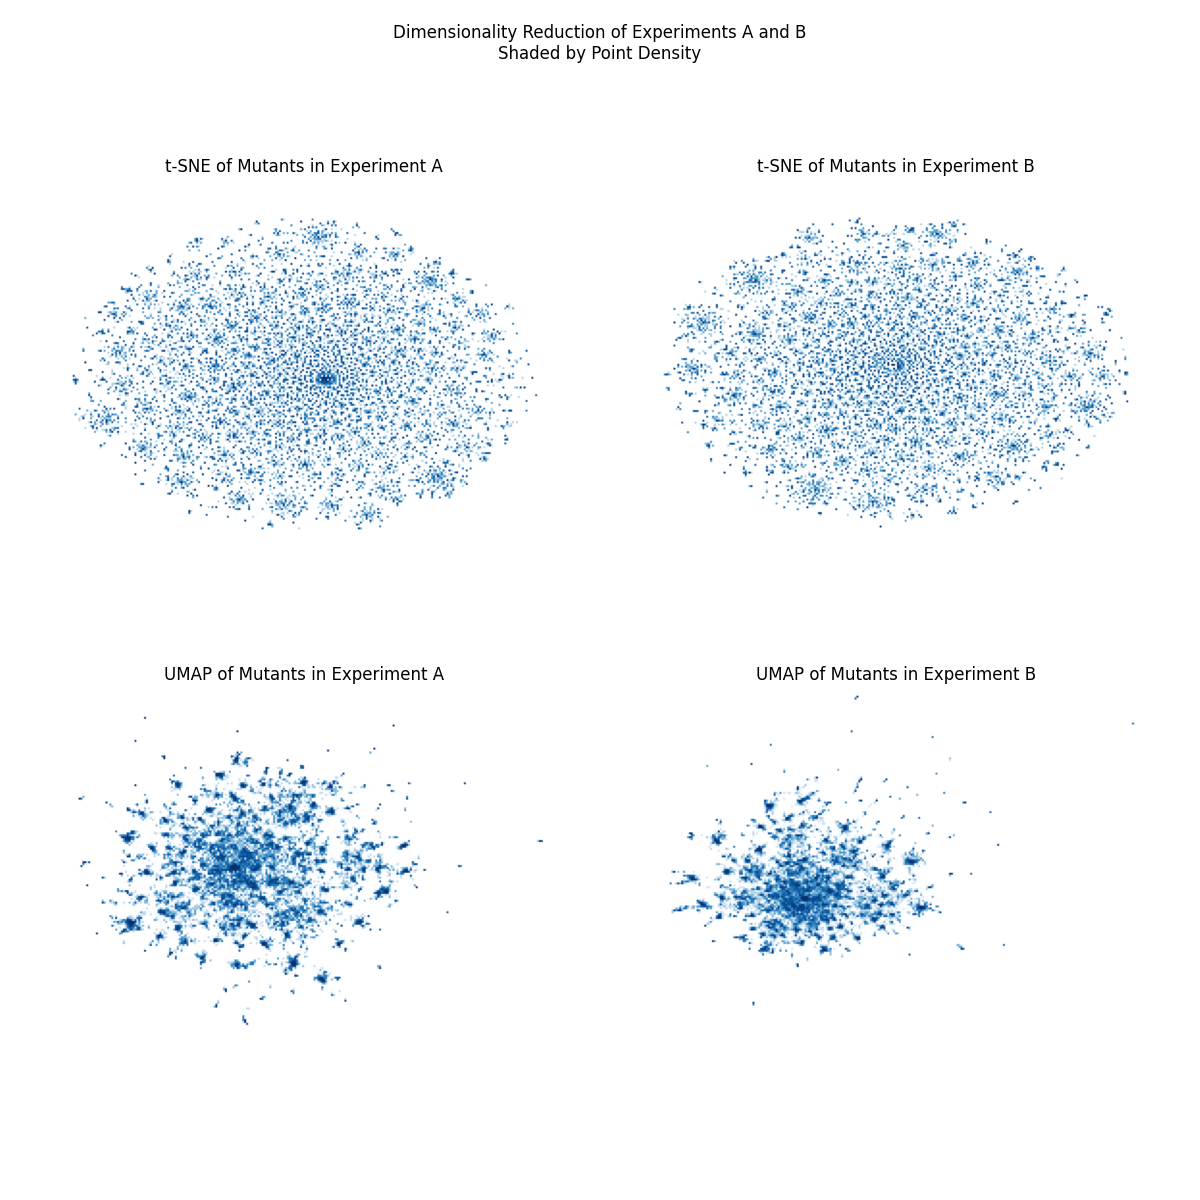 Dimensionality Reduction of Experiments A and B
Shaded by Point Density
t-SNE of Mutants in Experiment A
t-SNE of Mutants in Experiment B
UMAP of Mutants in Experiment A
UMAP of Mutants in Experiment B